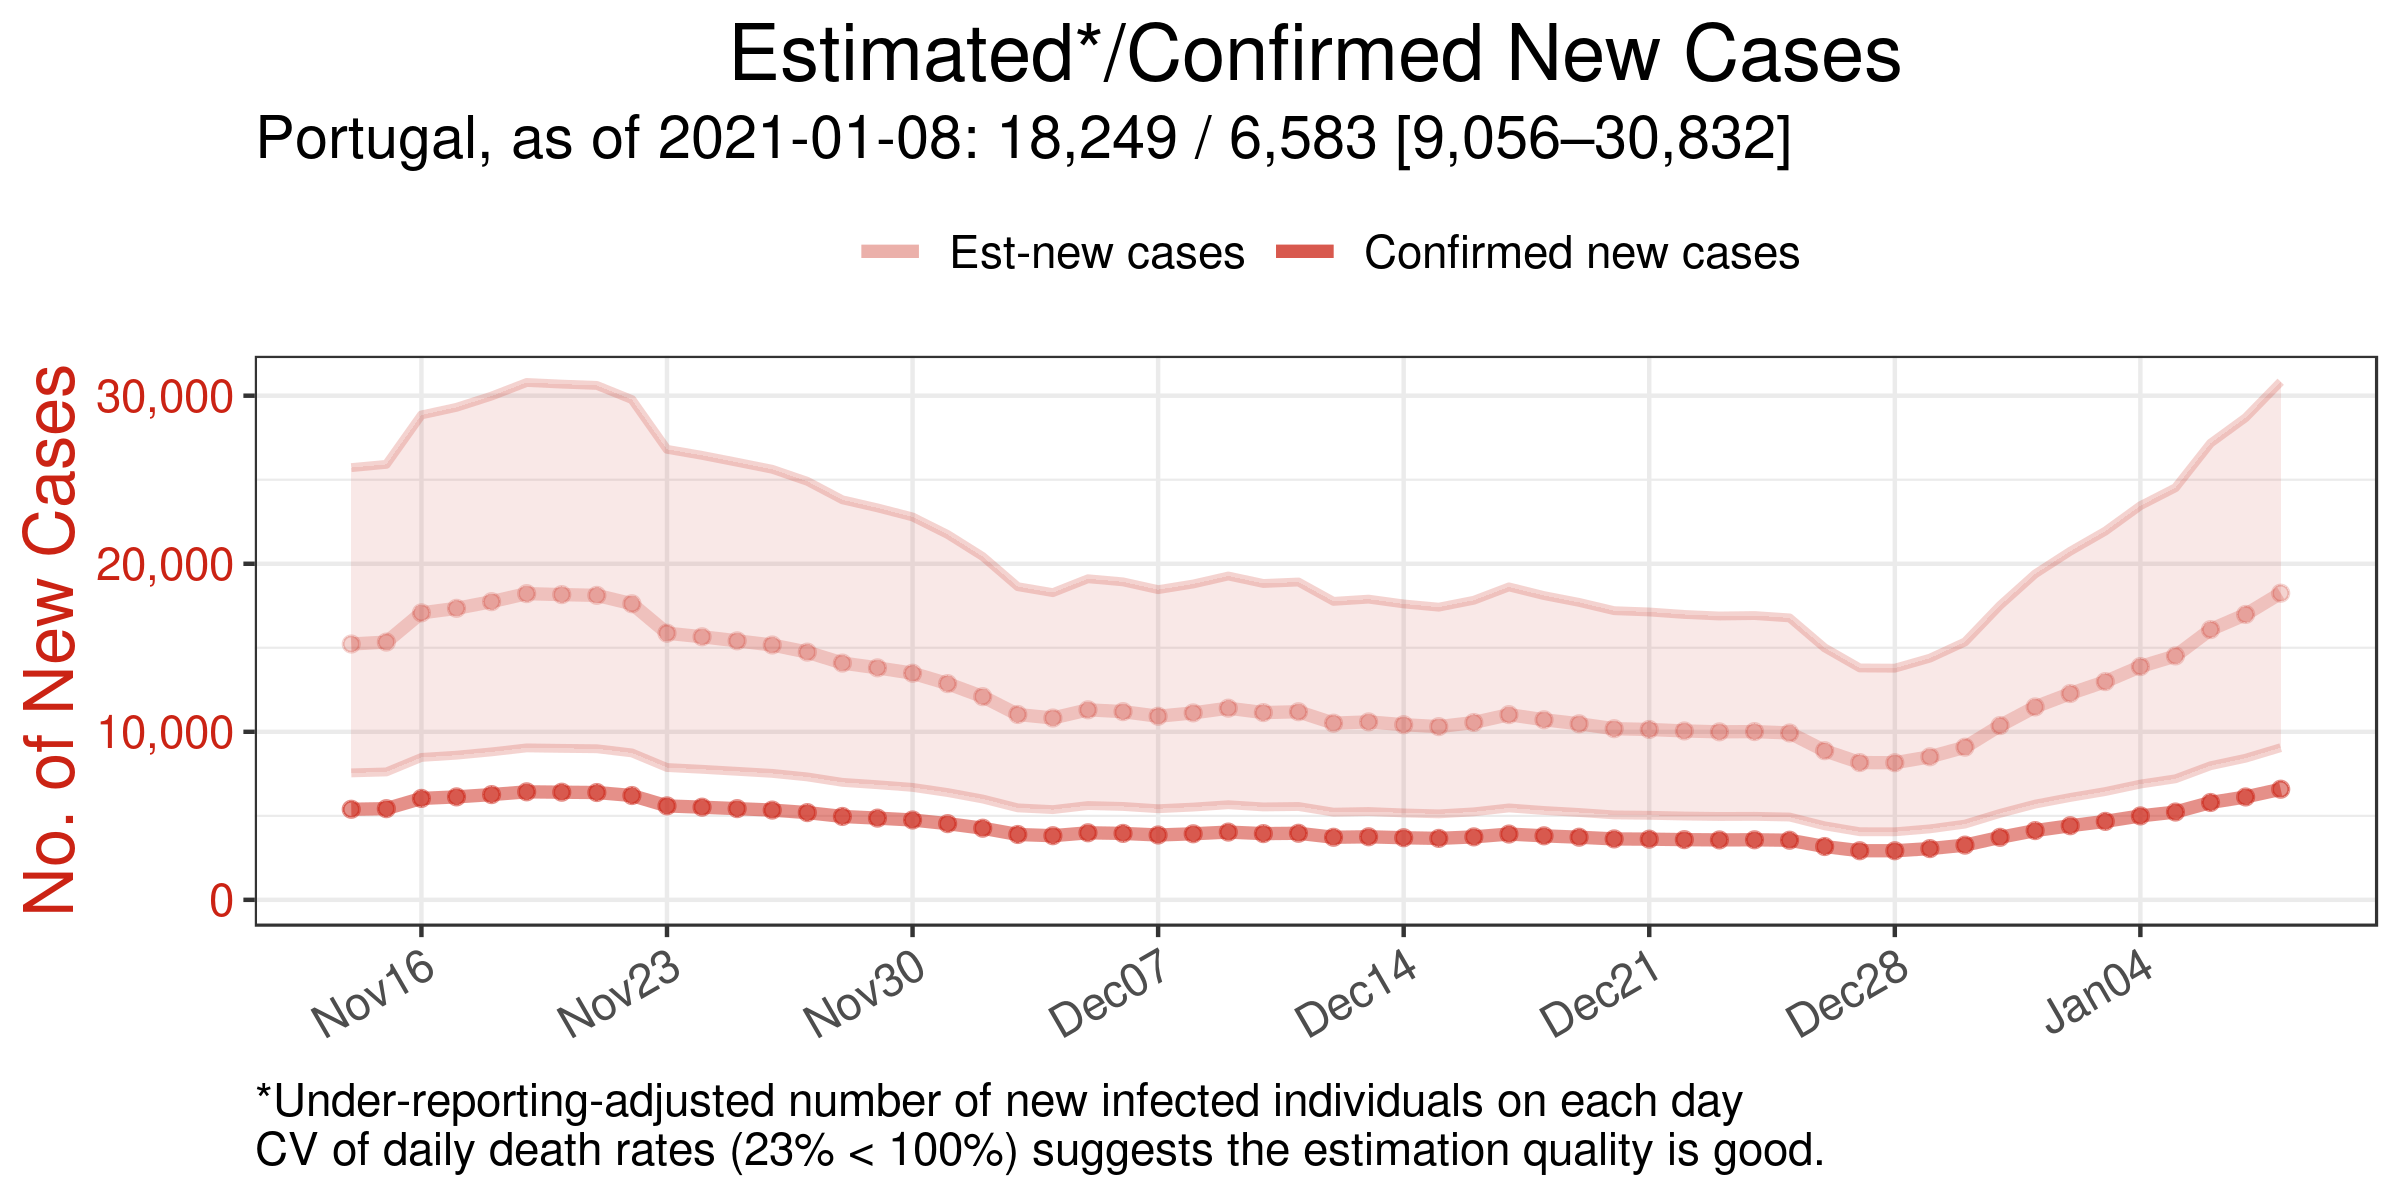 Estimated*/Confirmed New Cases
Portugal, as of 2021-01-08: 18,249 / 6,583 [9,056–30,832]
Est-new cases Confirmed new cases
No. of New Cases
30,000
20,000
10,000
0
Nov16 Nov23 Nov30 Dec07 Dec14 Dec21 Dec28 Jan04
*Under-reporting-adjusted number of new infected individuals on each day
CV of daily death rates (23% < 100%) suggests the estimation quality is good.